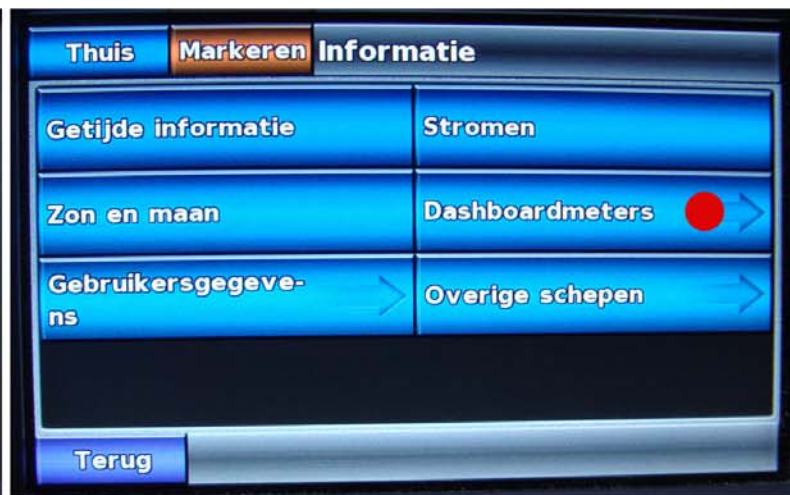 Thuis
Markeren
Informatie
Getijde informatie
Stromen
Zon en maan
Dashboardmeters
Gebruikersgegeve-
ns
Overige schepen
Terug